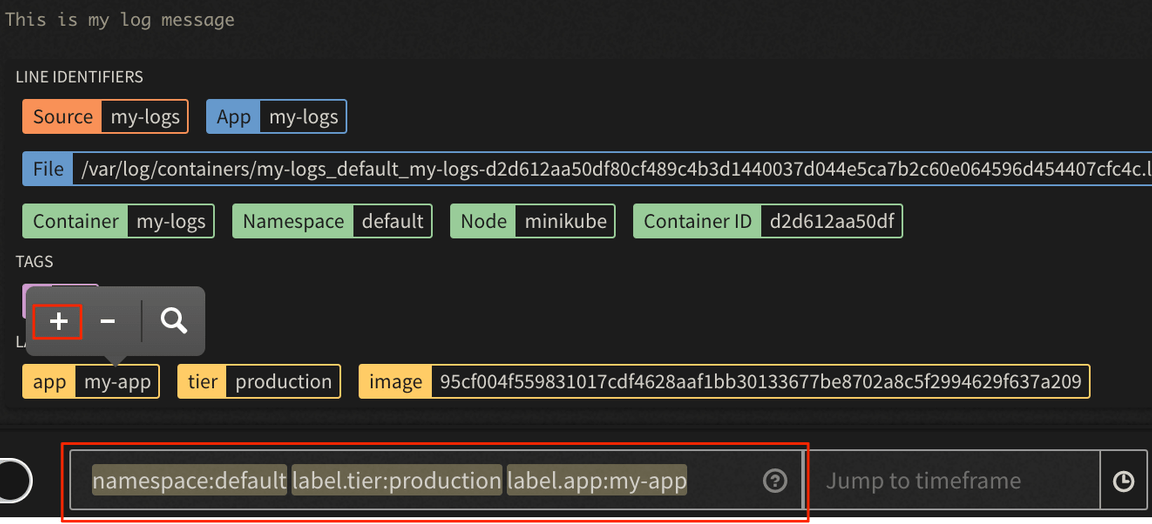 This is my log message
LINE IDENTIFIERS
Source my-logs App my-logs
File /var/log/containers/my-logs_default_my-logs-d2d612aa50df80cf489c4b3d1440037d044e5ca7b2c60e064596d454407cfc4c.l
Container my-logs Namespace default Node minikube Container ID d2d612aa50df
TAGS
+ −
app my-app tier production image 95cf004f559831017cdf4628aaf1bb30133677be8702a8c5f2994629f637a209
namespace:default label.tier:production label.app:my-app ? Jump to timeframe